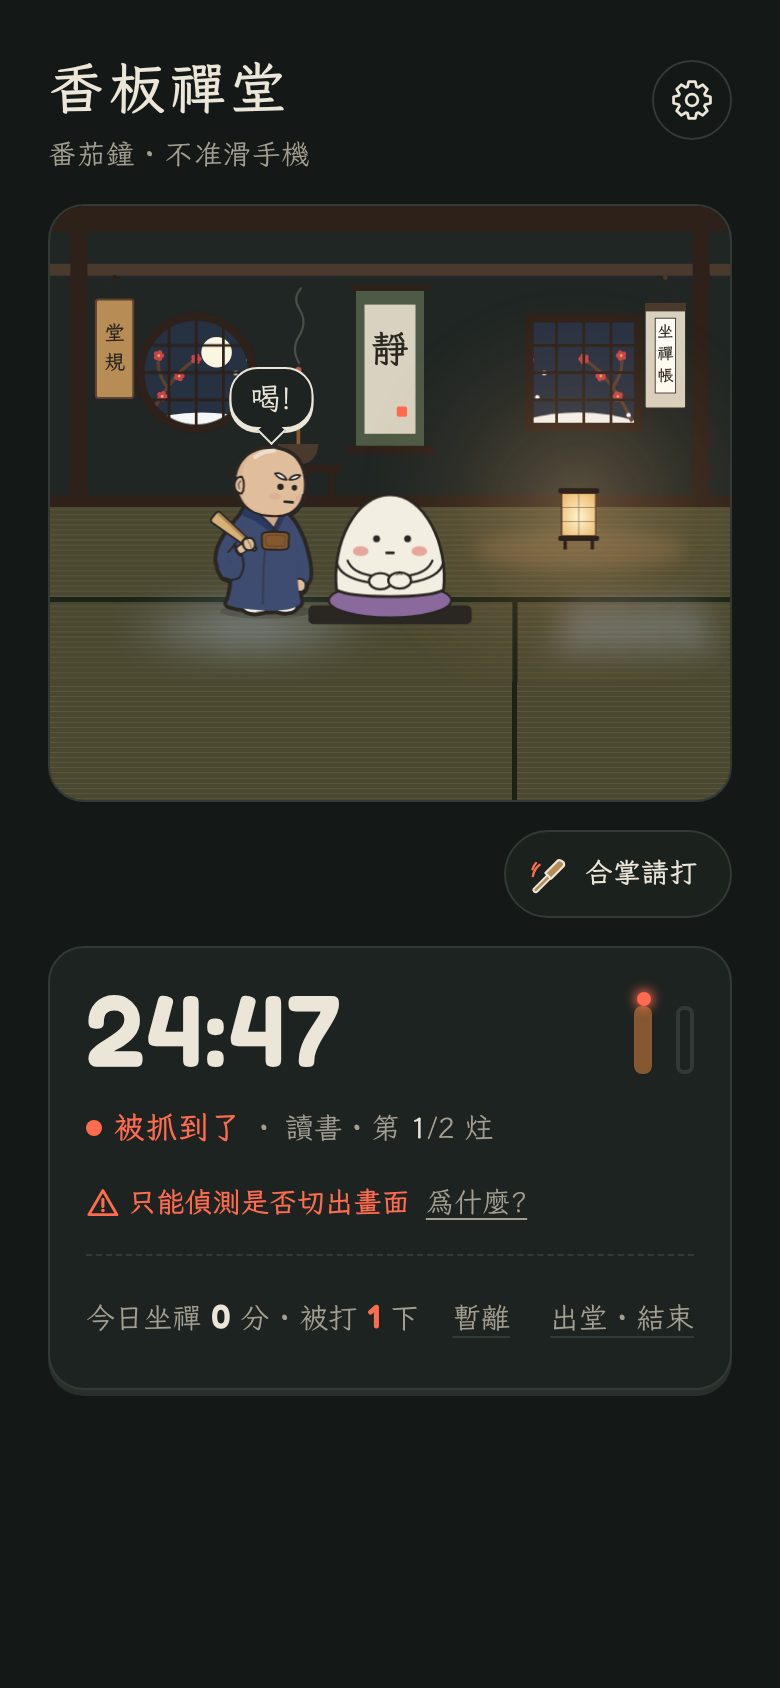 香板禪堂
番茄鐘・不准滑手機
堂規
靜
坐禪帳
喝!
合掌請打
24:47
被抓到了 ・ 讀書・第 1/2 炷
只能偵測是否切出畫面 為什麼?
今日坐禪 0 分・被打 1 下 暫離 出堂・結束